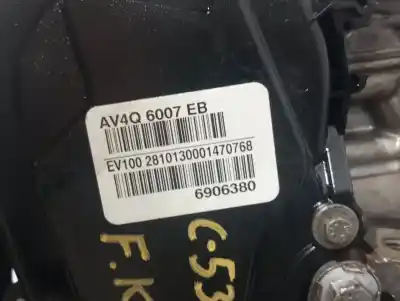 AV4Q 6007 EB
EV100 2810130001470768
6906380
C-53
F.K